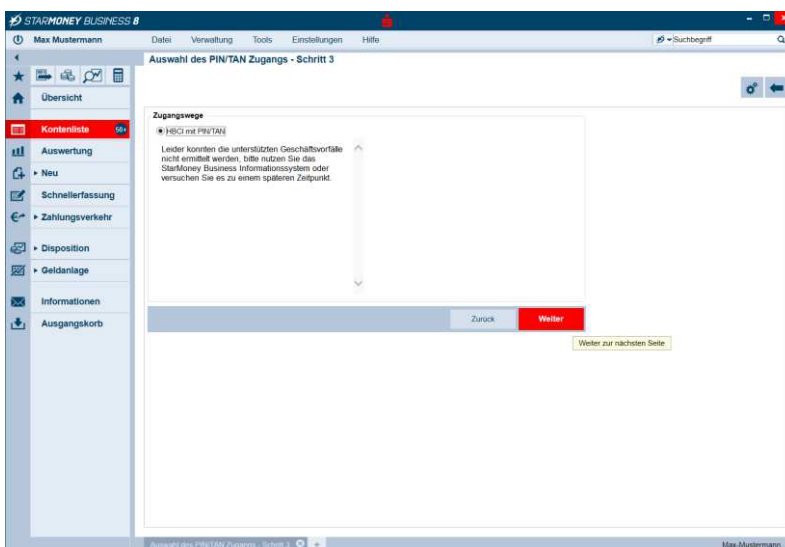 STARMONEY BUSINESS 8
Max Mustermann
Datei Verwaltung Tools Einstellungen Hilfe
Suchbegriff
Auswahl des PIN/TAN Zugangs - Schritt 3
Übersicht
Kontenliste 50+
Auswertung
Neu
Schnellerfassung
Zahlungsverkehr
Disposition
Geldanlage
Informationen
Ausgangskorb
Zugangswege
HBCI mit PIN/TAN
Leider konnten die unterstützten Geschäftsvorfälle
nicht ermittelt werden, bitte nutzen Sie das
StarMoney Business Informationssystem oder
versuchen Sie es zu einem späteren Zeitpunkt.
Zurück Weiter
Weiter zur nächsten Seite
Auswahl des PIN/TAN Zugangs - Schritt 3
Max Mustermann